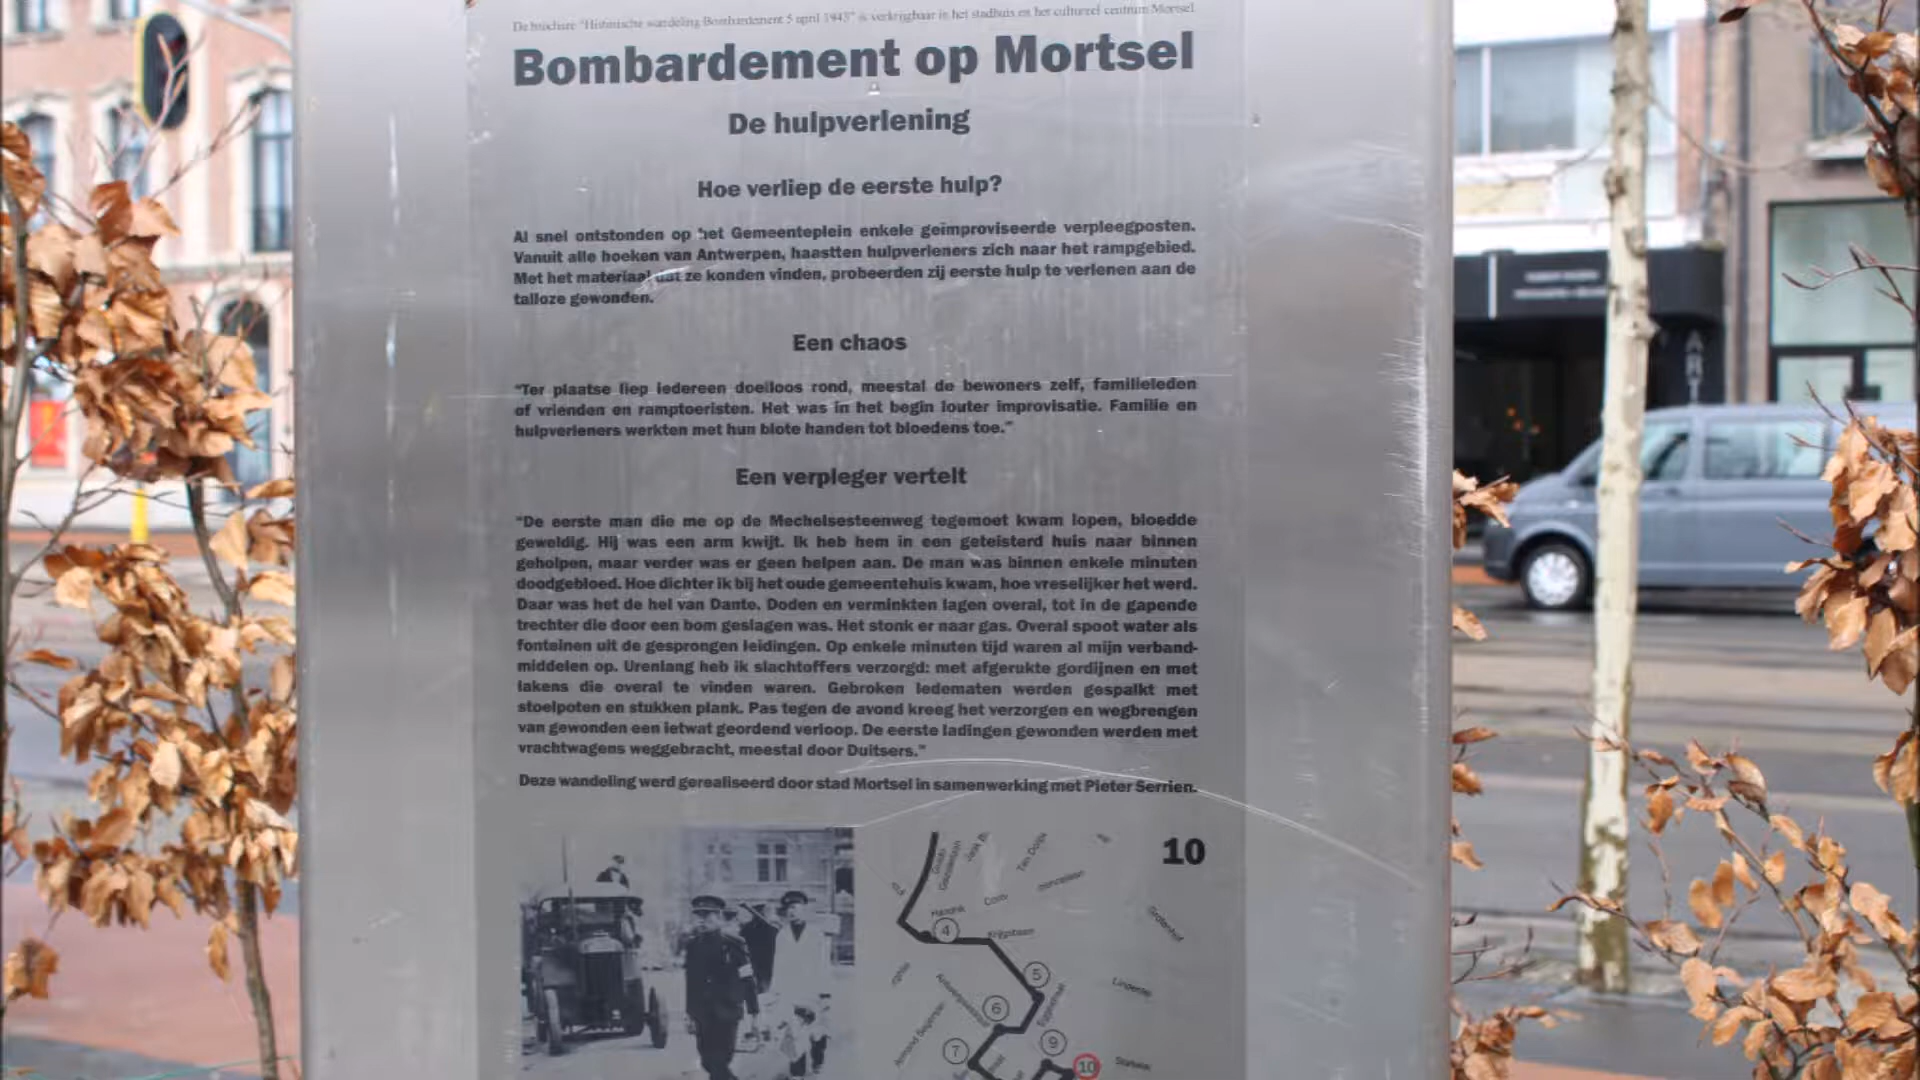 De brochure "Historische wandeling Bombardement 5 april 1943" is verkrijgbaar in het stadhuis en het cultureel centrum Mortsel
Bombardement op Mortsel
De hulpverlening
Hoe verliep de eerste hulp?
Al snel ontstonden op het Gemeenteplein enkele geïmproviseerde verpleegposten.
Vanuit alle hoeken van Antwerpen, haastten hulpverleners zich naar het rampgebied.
Met het materiaal dat ze konden vinden, probeerden zij eerste hulp te verlenen aan de
talloze gewonden.
Een chaos
"Ter plaatse liep iedereen doelloos rond, meestal de bewoners zelf, familieleden
of vrienden en ramptoeristen. Het was in het begin louter improvisatie. Familie en
hulpverleners werkten met hun blote handen tot bloedens toe."
Een verpleger vertelt
"De eerste man die me op de Mechelsesteenweg tegemoet kwam lopen, bloedde
geweldig. Hij was een arm kwijt. Ik heb hem in een geteisterd huis naar binnen
geholpen, maar verder was er geen helpen aan. De man was binnen enkele minuten
doodgebloed. Hoe dichter ik bij het oude gemeentehuis kwam, hoe vreselijker het werd.
Daar was het de hel van Dante. Doden en verminkten lagen overal, tot in de gapende
trechter die door een bom geslagen was. Het stonk er naar gas. Overal spoot water als
fonteinen uit de gesprongen leidingen. Op enkele minuten tijd waren al mijn verband-
middelen op. Urenlang heb ik slachtoffers verzorgd: met afgerukte gordijnen en met
lakens die overal te vinden waren. Gebroken ledematen werden gespalkt met
stoelpoten en stukken plank. Pas tegen de avond kreeg het verzorgen en wegbrengen
van gewonden een ietwat geordend verloop. De eerste ladingen gewonden werden met
vrachtwagens weggebracht, meestal door Duitsers."
Deze wandeling werd gerealiseerd door stad Mortsel in samenwerking met Pieter Serrien.
10
Hendrik
4
Krijgsbaan
5
6
7
9
10